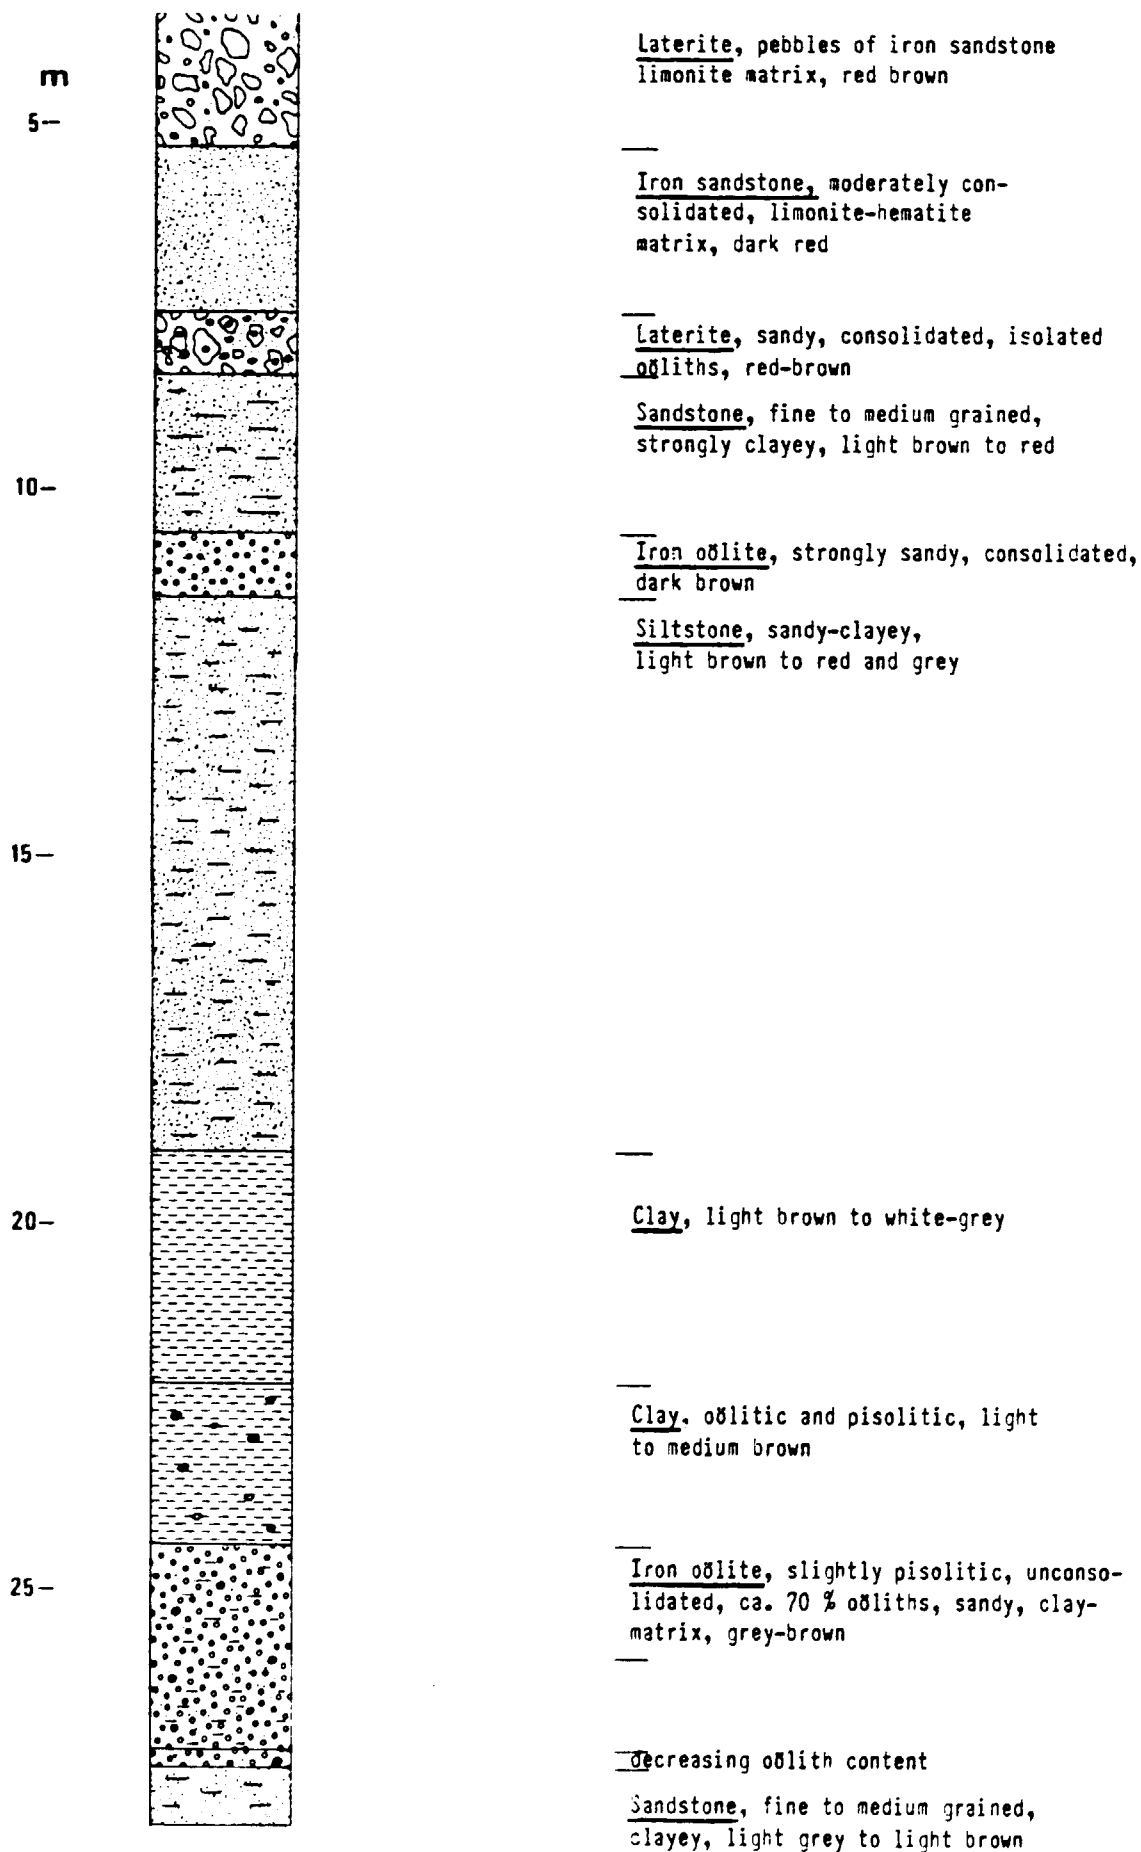 m
Laterite, pebbles of iron sandstone
limonite matrix, red brown
5—
Iron sandstone, moderately con-
solidated, limonite-hematite
matrix, dark red
Laterite, sandy, consolidated, isolated
oöliths, red-brown
Sandstone, fine to medium grained,
strongly clayey, light brown to red
10—
Iron oölite, strongly sandy, consolidated,
dark brown
Siltstone, sandy-clayey,
light brown to red and grey
15—
20—
Clay, light brown to white-grey
Clay. oölitic and pisolitic, light
to medium brown
25—
Iron oölite, slightly pisolitic, unconso-
lidated, ca. 70 % oöliths, sandy, clay-
matrix, grey-brown
decreasing oölith content
Sandstone, fine to medium grained,
clayey, light grey to light brown